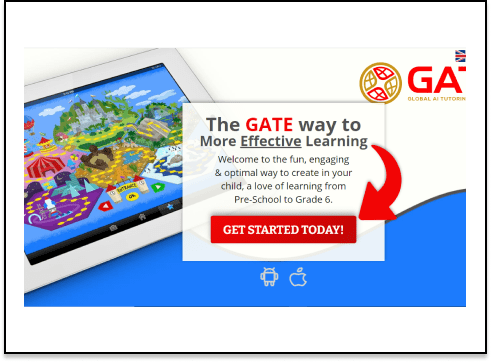 GAT
GLOBAL AI TUTORIN
The GATE way to
More Effective Learning
Welcome to the fun, engaging
& optimal way to create in your
child, a love of learning from
Pre-School to Grade 6.
GET STARTED TODAY!
ENTRANCE
OK